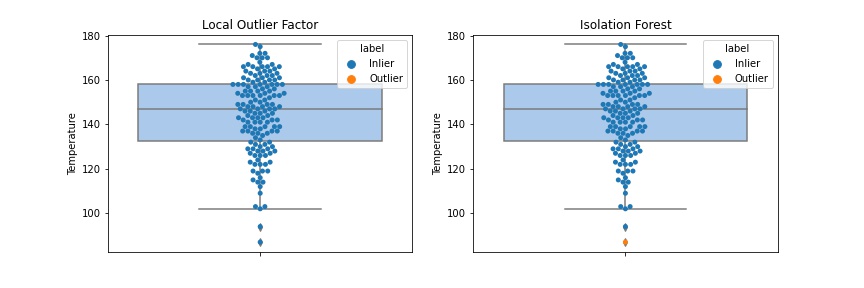 Local Outlier Factor
180
160
140
120
100
Temperature
label
Inlier
Outlier
Isolation Forest
180
160
140
120
100
Temperature
label
Inlier
Outlier